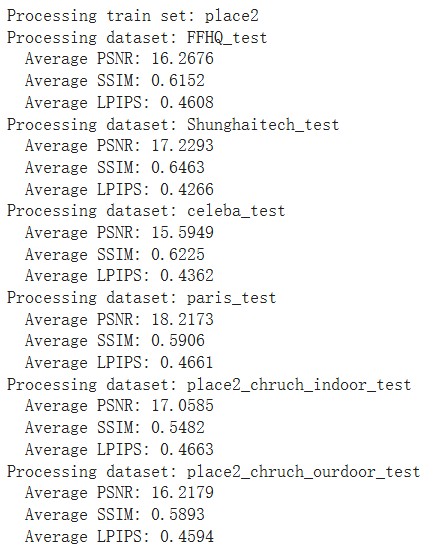 Processing train set: place2
Processing dataset: FFHQ_test
Average PSNR: 16.2676
Average SSIM: 0.6152
Average LPIPS: 0.4608
Processing dataset: Shunghaitech_test
Average PSNR: 17.2293
Average SSIM: 0.6463
Average LPIPS: 0.4266
Processing dataset: celeba_test
Average PSNR: 15.5949
Average SSIM: 0.6225
Average LPIPS: 0.4362
Processing dataset: paris_test
Average PSNR: 18.2173
Average SSIM: 0.5906
Average LPIPS: 0.4661
Processing dataset: place2_chruch_indoor_test
Average PSNR: 17.0585
Average SSIM: 0.5482
Average LPIPS: 0.4663
Processing dataset: place2_chruch_ourdoor_test
Average PSNR: 16.2179
Average SSIM: 0.5893
Average LPIPS: 0.4594